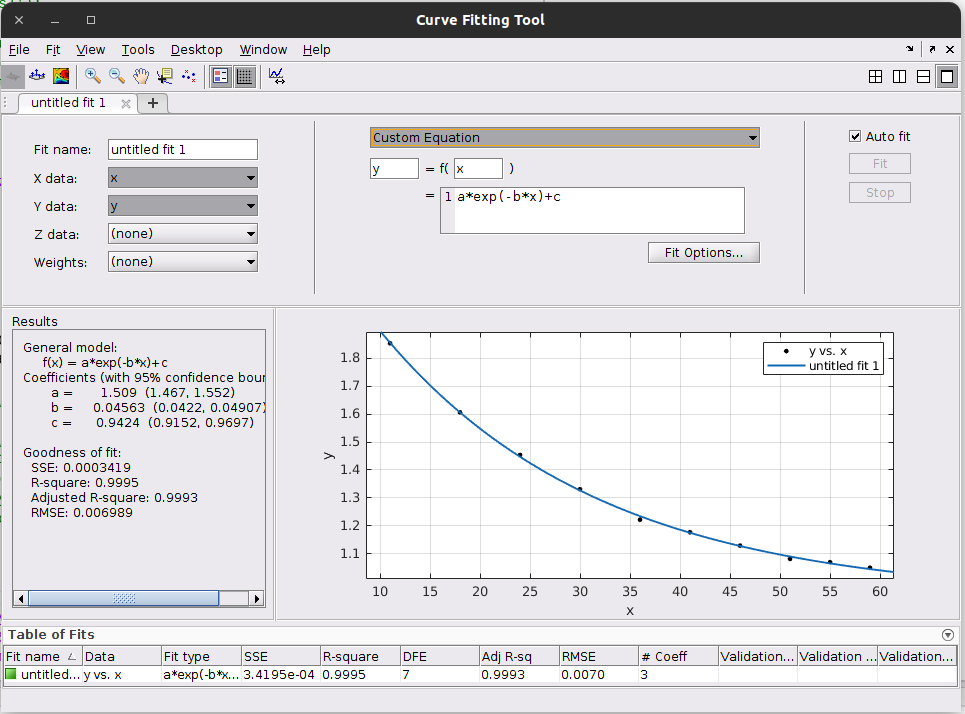 Curve Fitting Tool
File Fit View Tools Desktop Window Help
untitled fit 1
Fit name: untitled fit 1
X data: x
Y data: y
Z data: (none)
Weights: (none)
Custom Equation
y = f( x )
= 1 a*exp(-b*x)+c
Fit Options...
Auto fit
Fit
Stop
Results
General model:
f(x) = a*exp(-b*x)+c
Coefficients (with 95% confidence bour
a = 1.509 (1.467, 1.552)
b = 0.04563 (0.0422, 0.04907)
c = 0.9424 (0.9152, 0.9697)
Goodness of fit:
SSE: 0.0003419
R-square: 0.9995
Adjusted R-square: 0.9993
RMSE: 0.006989
y vs. x
untitled fit 1
1.8
1.7
1.6
1.5
1.4
1.3
1.2
1.1
y
10 15 20 25 30 35 40 45 50 55 60
x
Table of Fits
Fit name Data Fit type SSE R-square DFE Adj R-sq RMSE # Coeff Validation... Validation ... Validation...
untitled... y vs. x a*exp(-b*x... 3.4195e-04 0.9995 7 0.9993 0.0070 3